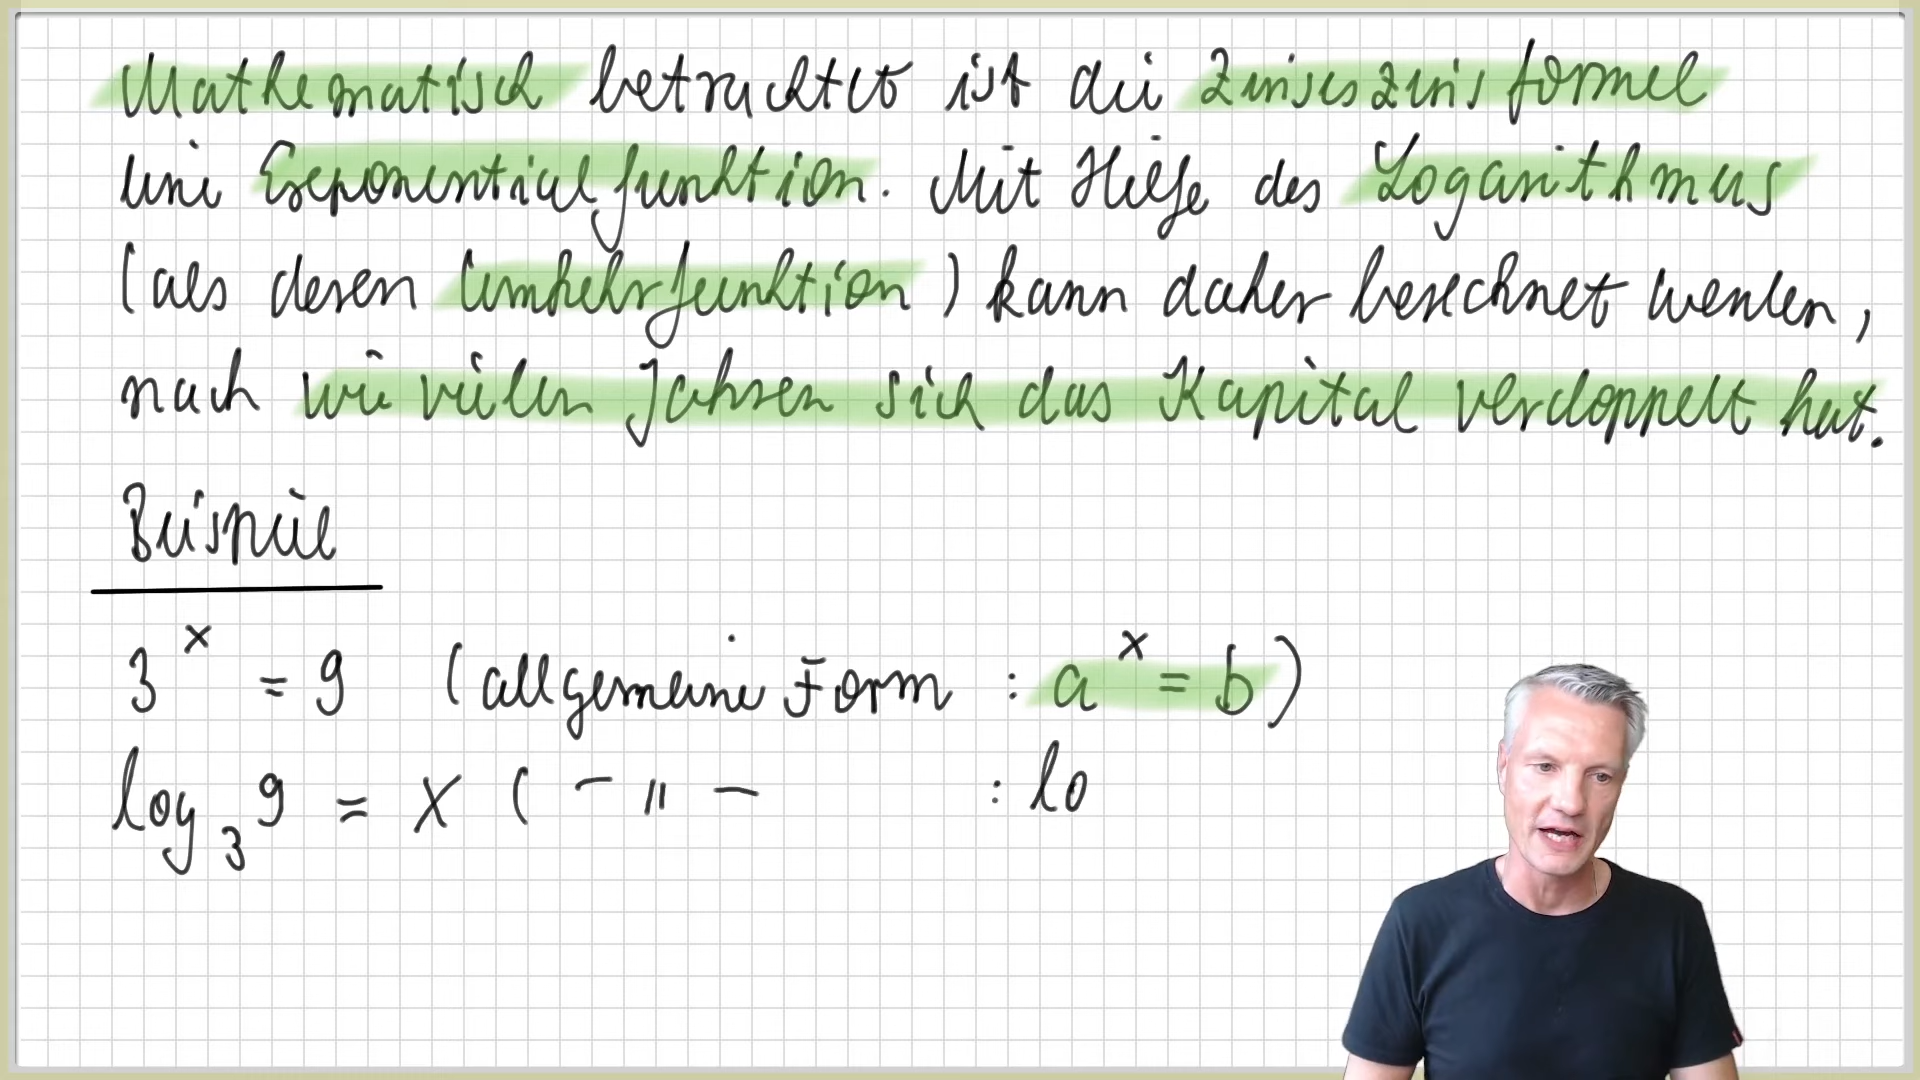 Mathematisch betrachtet ist die Zinseszinsformel
eine Exponentialfunktion. Mit Hilfe des Logarithmus
(als deren Umkehrfunktion) kann daher berechnet werden,
nach wie vielen Jahren sich das Kapital verdoppelt hat.
Beispiel
3^x = 9 (allgemeine Form : a^x = b)
log_3 9 = x ( - " - : lo